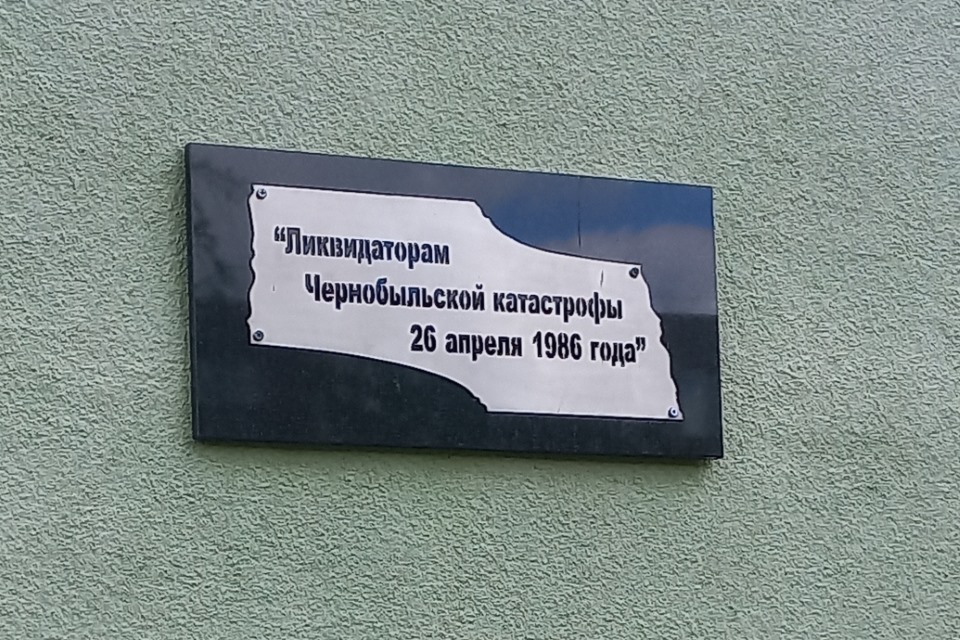 “Ликвидаторам
Чернобыльской катастрофы
26 апреля 1986 года”